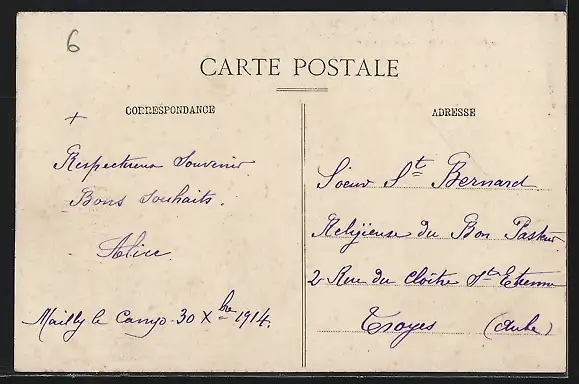 6
CARTE POSTALE
CORRESPONDANCE
ADRESSE
+
Respectueux Souvenir.
Bons Souhaits.
Alice.
Mailly le Camp - 30 Xbre 1914.
Soeur St Bernard
Religieuse du Bon Pasteur
2 Rue du Cloître St Etienne
Troyes (Aube)